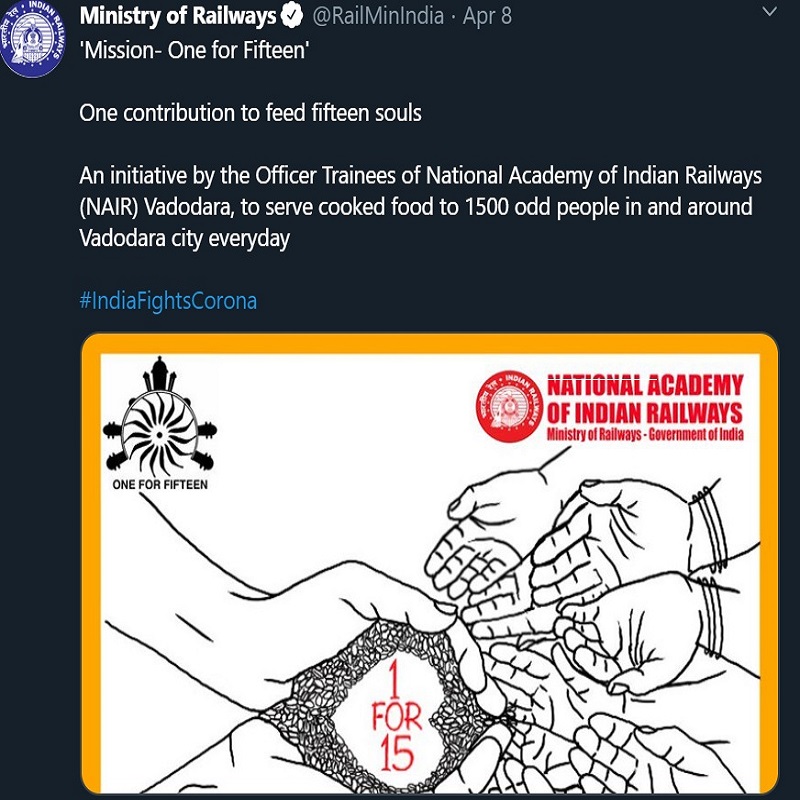 Ministry of Railways @RailMinIndia · Apr 8
'Mission- One for Fifteen'
One contribution to feed fifteen souls
An initiative by the Officer Trainees of National Academy of Indian Railways
(NAIR) Vadodara, to serve cooked food to 1500 odd people in and around
Vadodara city everyday
#IndiaFightsCorona
ONE FOR FIFTEEN
INDIAN RAILWAYS
NATIONAL ACADEMY
OF INDIAN RAILWAYS
Ministry of Railways - Government of India
1
FOR
15